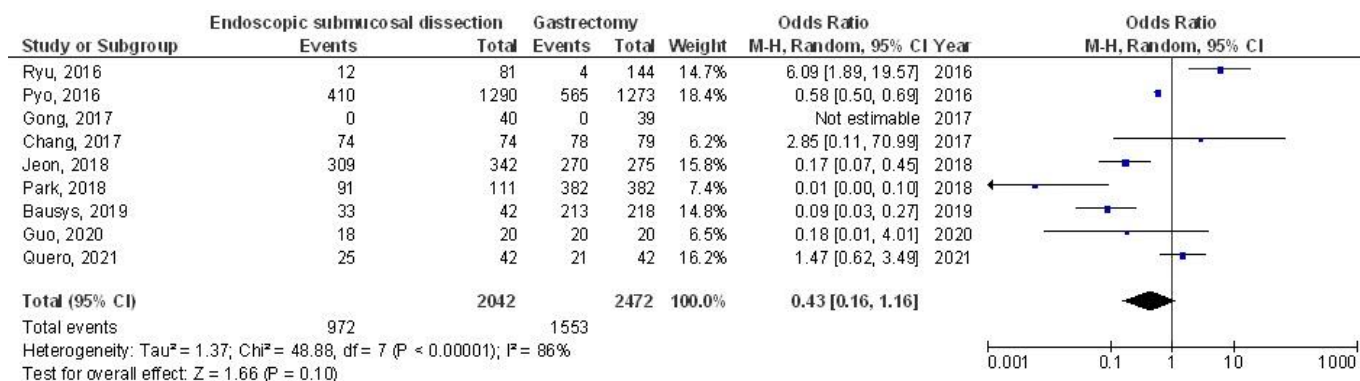 Endoscopic submucosal dissection Gastrectomy Odds Ratio Odds Ratio
Study or Subgroup Events Total Events Total Weight M-H, Random, 95% CI Year M-H, Random, 95% CI
Ryu, 2016 12 81 4 144 14.7% 6.09 [1.89, 19.57] 2016
Pyo, 2016 410 1290 565 1273 18.4% 0.58 [0.50, 0.69] 2016
Gong, 2017 0 40 0 39 Not estimable 2017
Chang, 2017 74 74 78 79 6.2% 2.85 [0.11, 70.99] 2017
Jeon, 2018 309 342 270 275 15.8% 0.17 [0.07, 0.45] 2018
Park, 2018 91 111 382 382 7.4% 0.01 [0.00, 0.10] 2018
Bausys, 2019 33 42 213 218 14.8% 0.09 [0.03, 0.27] 2019
Guo, 2020 18 20 20 20 6.5% 0.18 [0.01, 4.01] 2020
Quero, 2021 25 42 21 42 16.2% 1.47 [0.62, 3.49] 2021
Total (95% CI) 2042 2472 100.0% 0.43 [0.16, 1.16]
Total events 972 1553
Heterogeneity: Tau² = 1.37; Chi² = 48.88, df = 7 (P < 0.00001); I² = 86%
Test for overall effect: Z = 1.66 (P = 0.10)
0.001 0.1 1 10 1000